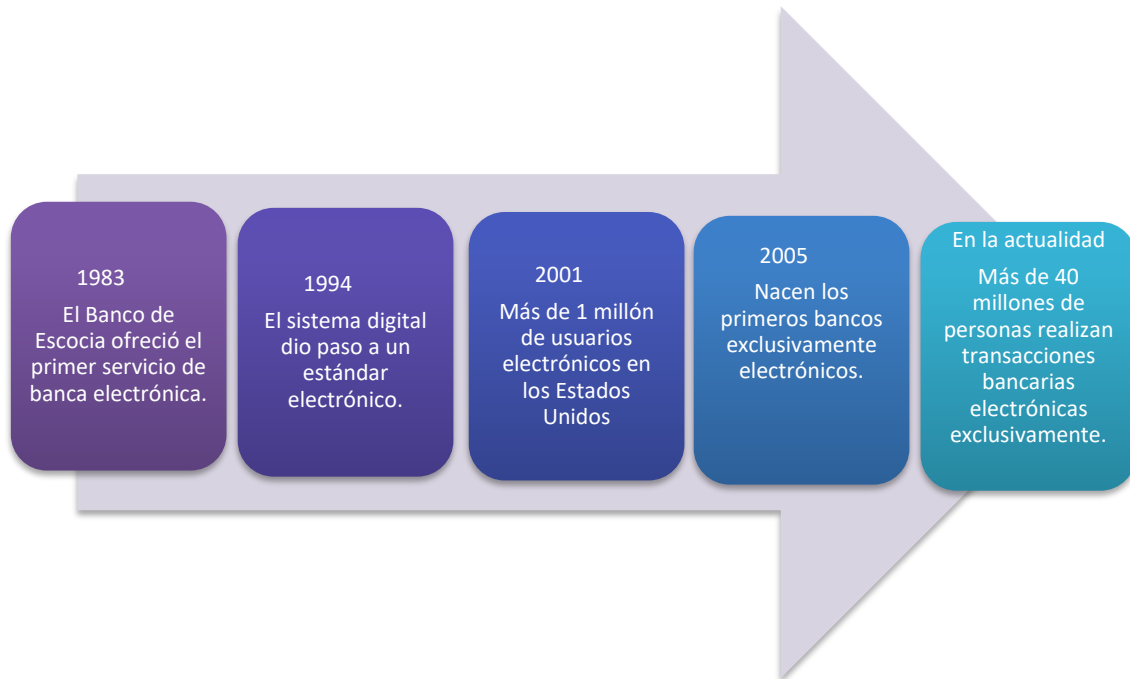 1983
El Banco de
Escocia ofreció el
primer servicio de
banca electrónica.
1994
El sistema digital
dio paso a un
estándar
electrónico.
2001
Más de 1 millón
de usuarios
electrónicos en
los Estados
Unidos
2005
Nacen los
primeros bancos
exclusivamente
electrónicos.
En la actualidad
Más de 40
millones de
personas realizan
transacciones
bancarias
electrónicas
exclusivamente.